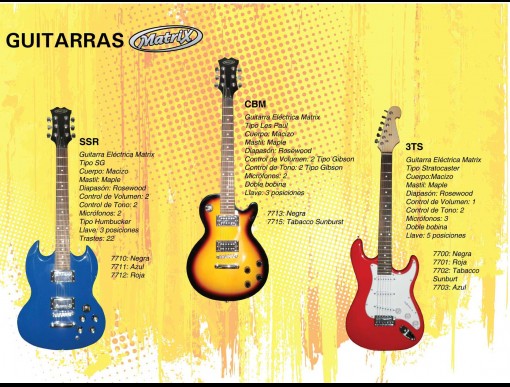 GUITARRAS Matrix
SSR
Guitarra Eléctrica Matrix
Tipo SG
Cuerpo: Macizo
Mastil: Maple
Diapasón: Rosewood
Control de Volumen: 2
Control de Tono: 2
Micrófonos: 2
Tipo Humbucker
Llave: 3 posiciones
Trastes: 22
7710: Negra
7711: Azul
7712: Roja
CBM
Guitarra Eléctrica Matrix
Tipo Les Paul
Cuerpo: Macizo
Mastil: Maple
Diapasón: Rosewood
Control de Volumen: 2 Tipo Gibson
Control de Tono: 2 Tipo Gibson
Micrófonos: 2
Doble bobina
Llave: 3 posiciones
7713: Negra
7715: Tabacco Sunburst
3TS
Guitarra Eléctrica Matrix
Tipo Stratocaster
Cuerpo:Macizo
Mastil: Maple
Diapasón: Rosewood
Control de Volumen: 1
Control de Tono: 2
Micrófonos: 3
Doble bobina
Llave: 5 posiciones
7700: Negra
7701: Roja
7702: Tabacco
Sunburt
7703: Azul